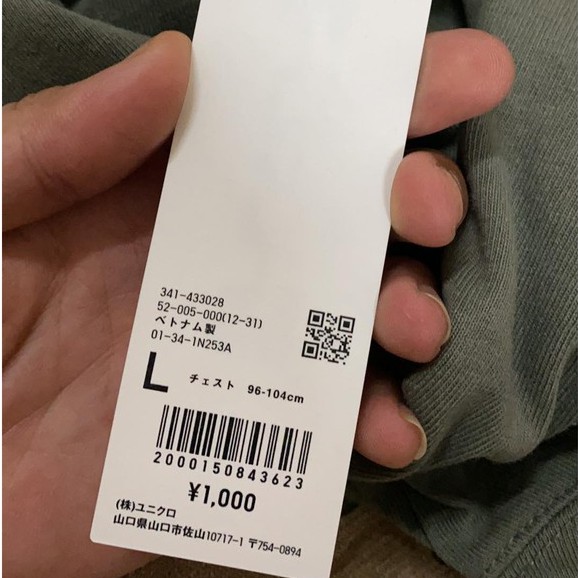 341-433028
52-005-000(12-31)
ベトナム製
01-34-1N253A
L チェスト 96-104cm
2000150843623
¥1,000
(株)ユニクロ
山口県山口市佐山10717-1 〒754-0894